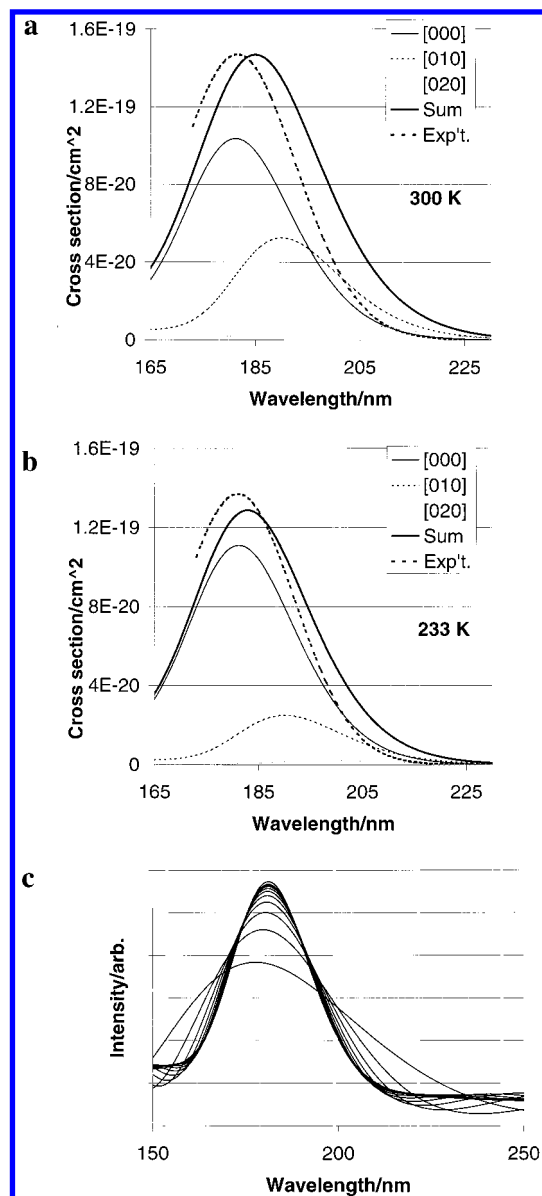 a
1.6E-19
1.2E-19
8E-20
4E-20
0
Cross section/cm^2
[000]
[010]
[020]
Sum
Exp't.
300 K
165 185 205 225
Wavelength/nm
b
1.6E-19
1.2E-19
8E-20
4E-20
0
Cross section/cm^2
[000]
[010]
[020]
Sum
Exp't.
233 K
165 185 205 225
Wavelength/nm
c
Intensity/arb.
150 200 250
Wavelength/nm